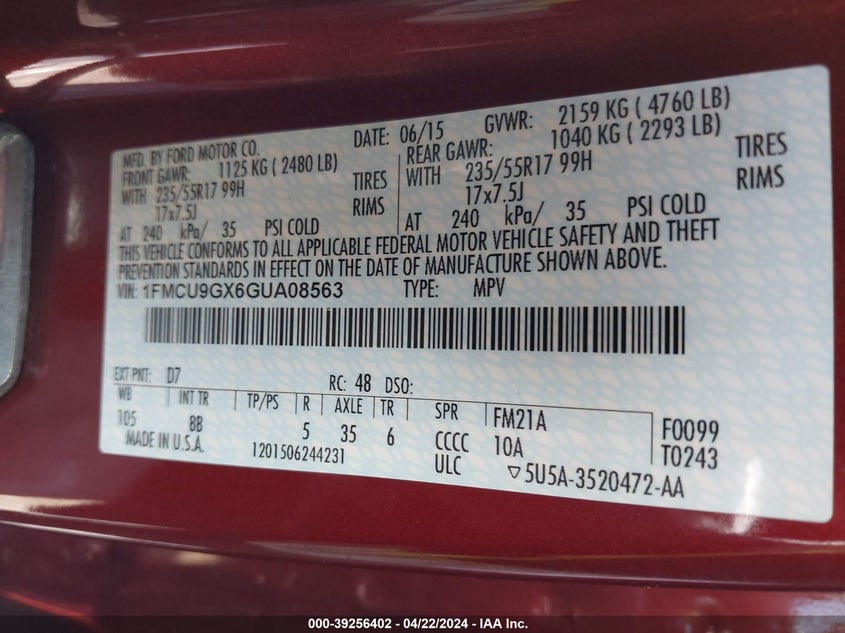 MFD. BY FORD MOTOR CO. DATE: 06/15 GVWR: 2159 KG ( 4760 LB)
FRONT GAWR: 1125 KG ( 2480 LB) REAR GAWR: 1040 KG ( 2293 LB)
WITH 235/55R17 99H TIRES WITH 235/55R17 99H TIRES
17x7.5J RIMS 17x7.5J RIMS
AT 240 kPa/ 35 PSI COLD AT 240 kPa/ 35 PSI COLD
THIS VEHICLE CONFORMS TO ALL APPLICABLE FEDERAL MOTOR VEHICLE SAFETY AND THEFT
PREVENTION STANDARDS IN EFFECT ON THE DATE OF MANUFACTURE SHOWN ABOVE.
VIN: 1FMCU9GX6GUA08563 TYPE: MPV
EXT PNT: D7 RC: 48 DSO:
WB INT TR TP/PS R AXLE TR SPR FM21A F0099
105 8B 5 35 6 CCCC 10A T0243
MADE IN U.S.A. 1201506244231 ULC ▽5U5A-3520472-AA
000-39256402 - 04/22/2024 - IAA Inc.